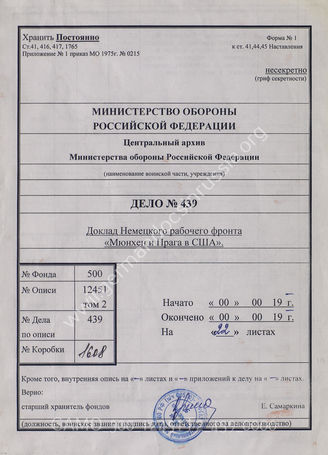 Хранить Постоянно
Форма № 1
Ст.41, 416, 417, 1765
к ст. 41,44,45 Наставления
Приложение № 1 приказ МО 1975г. № 0215
несекретно
(гриф секретности)
МИНИСТЕРСТВО ОБОРОНЫ
РОССИЙСКОЙ ФЕДЕРАЦИИ
Центральный архив
Министерства обороны Российской Федерации
(наименование воинской части, учреждения)
ДЕЛО № 439
Доклад Немецкого рабочего фронта
«Мюнхен и Прага в США».
№ Фонда 500
№ Описи 12451
том 2
№ Дела 439
по описи
№ Коробки 1608
Начато « 00 » 00 19 г.
Окончено « 00 » 00 19 г.
На «22» листах
Кроме того, внутренняя опись на «–» листах и «–» приложений к делу на «–» листах.
Верно:
старший хранитель фондов
Е. Самаркина
(должность, воинское звание и подпись ответственного за делопроизводство)